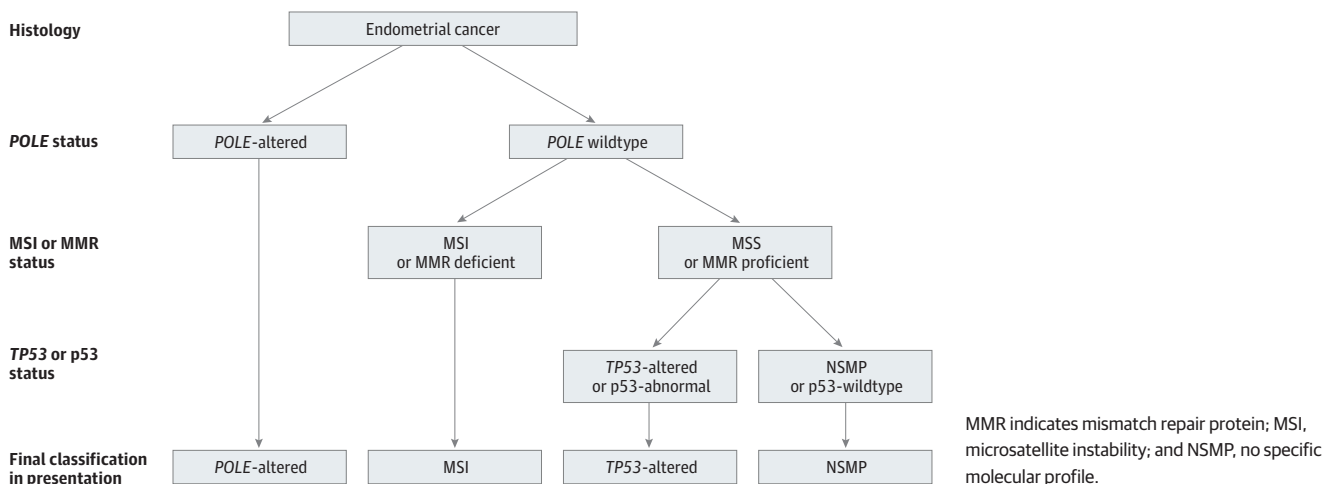 Histology
Endometrial cancer
POLE status
POLE-altered
POLE wildtype
MSI or MMR
status
MSI
or MMR deficient
MSS
or MMR proficient
TP53 or p53
status
TP53-altered
or p53-abnormal
NSMP
or p53-wildtype
Final classification
in presentation
POLE-altered
MSI
TP53-altered
NSMP
MMR indicates mismatch repair protein; MSI,
microsatellite instability; and NSMP, no specific
molecular profile.